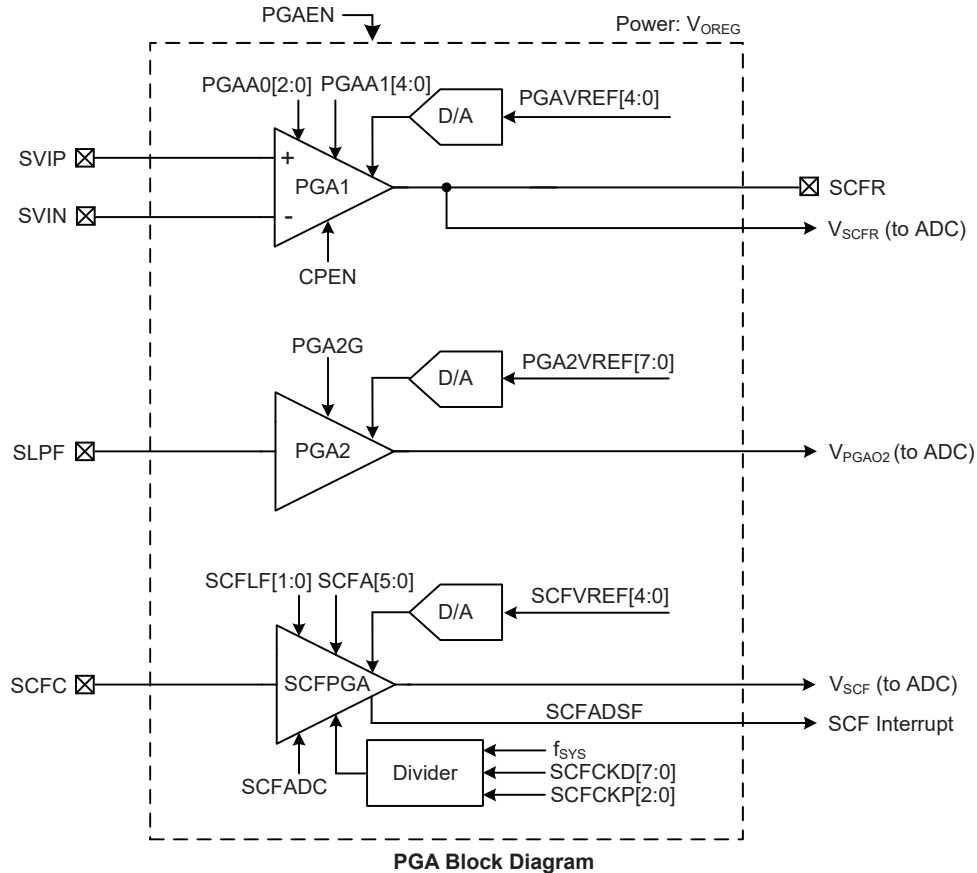 PGAEN
Power: VOREG
PGAA0[2:0] PGAA1[4:0]
D/A
PGAVREF[4:0]
SVIP
+
PGA1
SCFR
SVIN
-
VSCFR (to ADC)
CPEN
PGA2G
D/A
PGA2VREF[7:0]
SLPF
PGA2
VPGAO2 (to ADC)
SCFLF[1:0] SCFA[5:0]
D/A
SCFVREF[4:0]
SCFC
SCFPGA
VSCF (to ADC)
SCFADSF
SCF Interrupt
SCFADC
Divider
fSYS
SCFCKD[7:0]
SCFCKP[2:0]
PGA Block Diagram